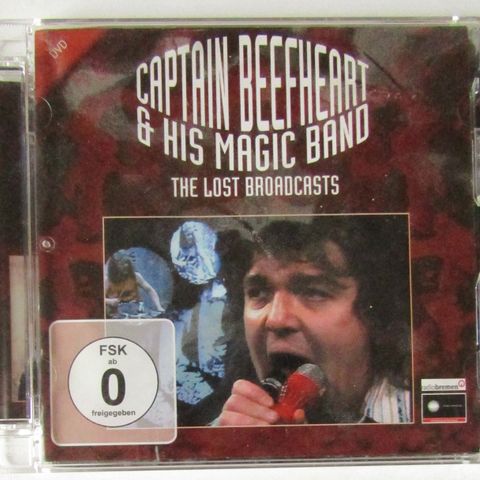 DVD
CAPTAIN BEEFHEART
& HIS MAGIC BAND
THE LOST BROADCASTS
FSK
ab
0
freigegeben
radiobremen